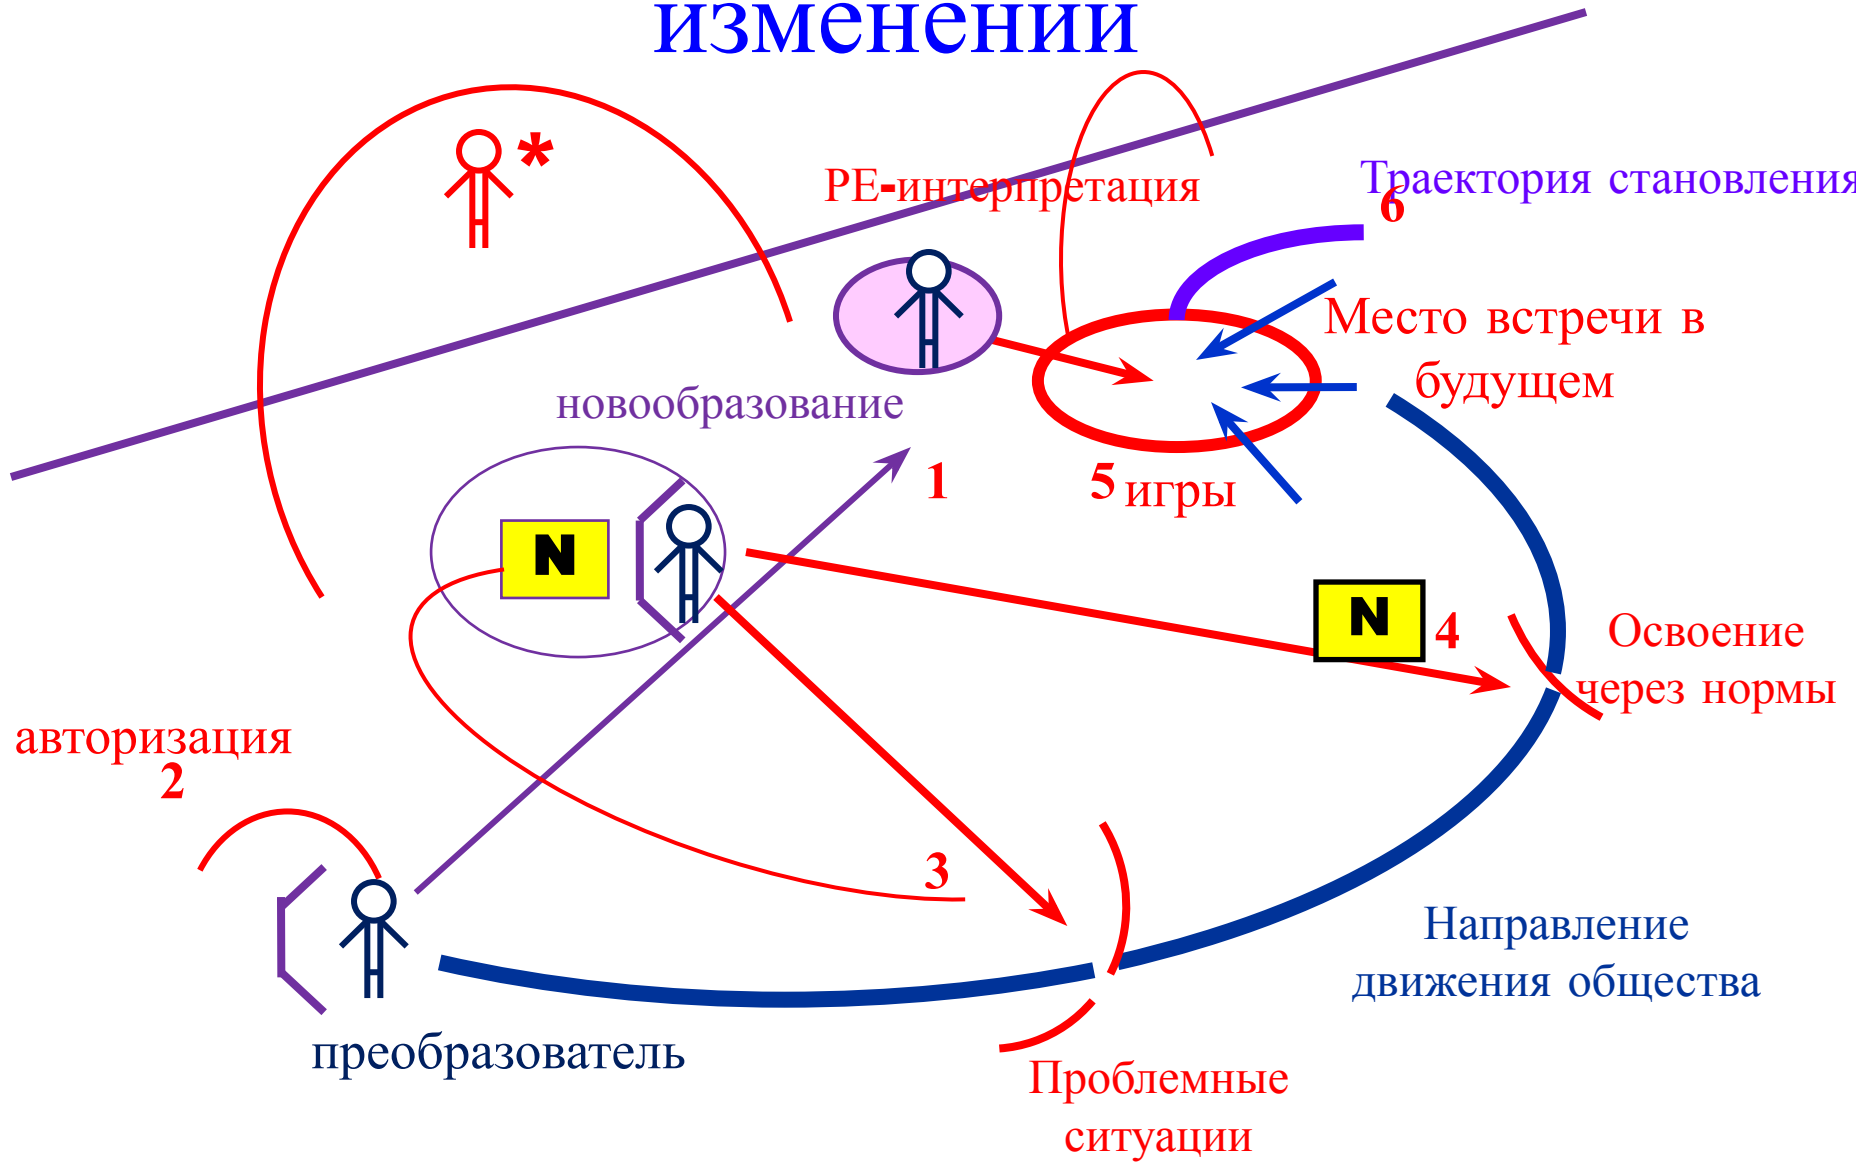 изменении
*
РЕ-интерпретация
Траектория становления
6
Место встречи в
будущем
новообразование
1
5 игры
N
N
4
Освоение
через нормы
авторизация
2
3
Направление
движения общества
преобразователь
Проблемные
ситуации